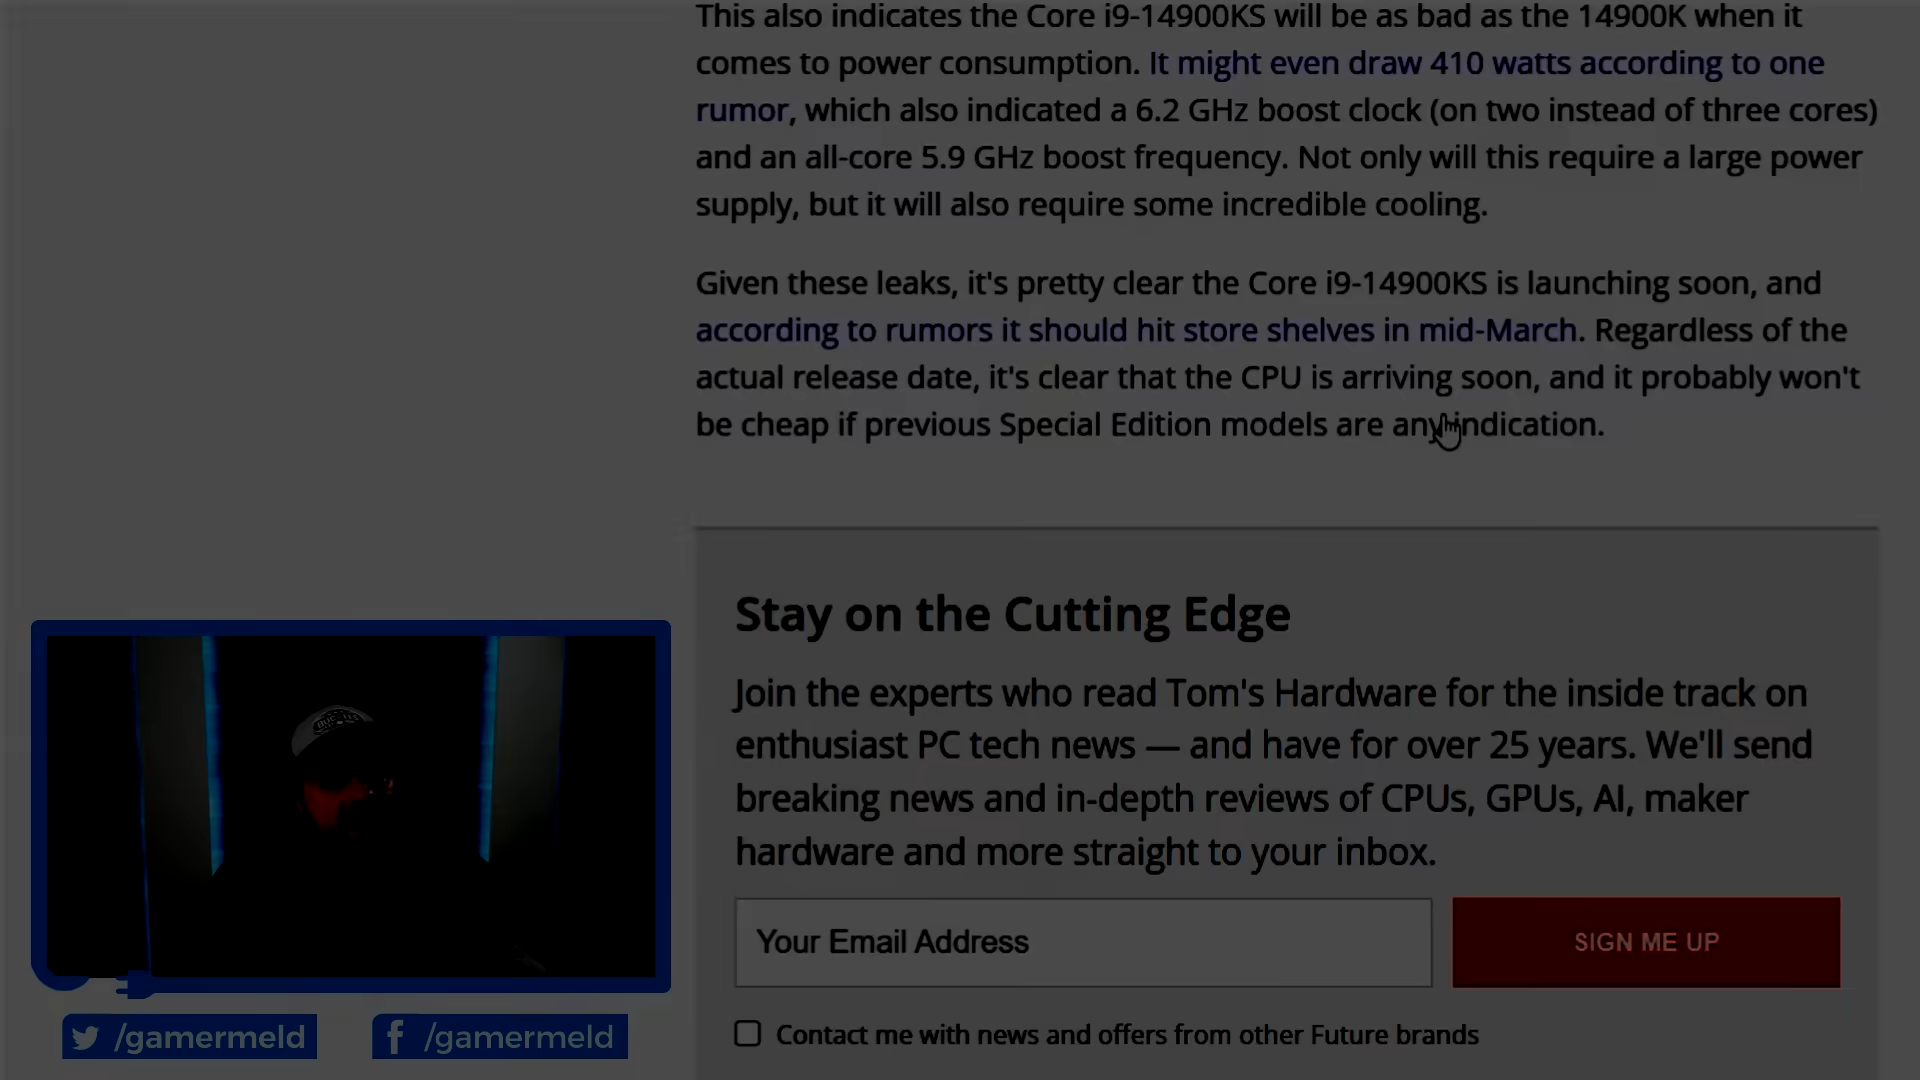 This also indicates the Core i9-14900KS will be as bad as the 14900K when it
comes to power consumption. It might even draw 410 watts according to one
rumor, which also indicated a 6.2 GHz boost clock (on two instead of three cores)
and an all-core 5.9 GHz boost frequency. Not only will this require a large power
supply, but it will also require some incredible cooling.
Given these leaks, it's pretty clear the Core i9-14900KS is launching soon, and
according to rumors it should hit store shelves in mid-March. Regardless of the
actual release date, it's clear that the CPU is arriving soon, and it probably won't
be cheap if previous Special Edition models are any indication.
Stay on the Cutting Edge
Join the experts who read Tom's Hardware for the inside track on
enthusiast PC tech news — and have for over 25 years. We'll send
breaking news and in-depth reviews of CPUs, GPUs, AI, maker
hardware and more straight to your inbox.
Your Email Address
SIGN ME UP
Contact me with news and offers from other Future brands
/gamermeld
/gamermeld